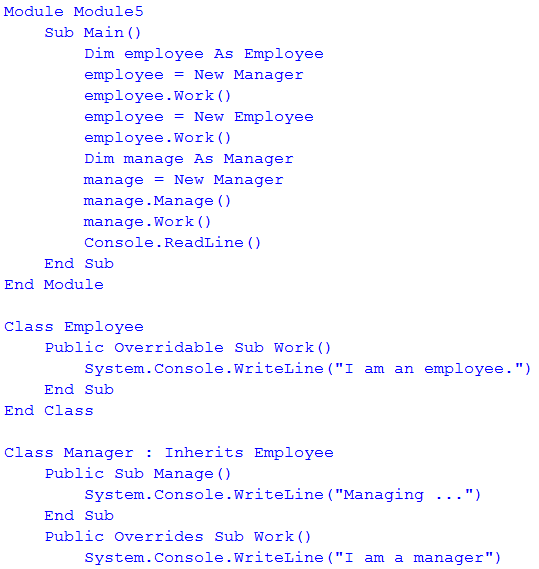 Module Module5
    Sub Main()
        Dim employee As Employee
        employee = New Manager
        employee.Work()
        employee = New Employee
        employee.Work()
        Dim manage As Manager
        manage = New Manager
        manage.Manage()
        manage.Work()
        Console.ReadLine()
    End Sub
End Module

Class Employee
    Public Overridable Sub Work()
        System.Console.WriteLine("I am an employee.")
    End Sub
End Class

Class Manager : Inherits Employee
    Public Sub Manage()
        System.Console.WriteLine("Managing ...")
    End Sub
    Public Overrides Sub Work()
        System.Console.WriteLine("I am a manager")